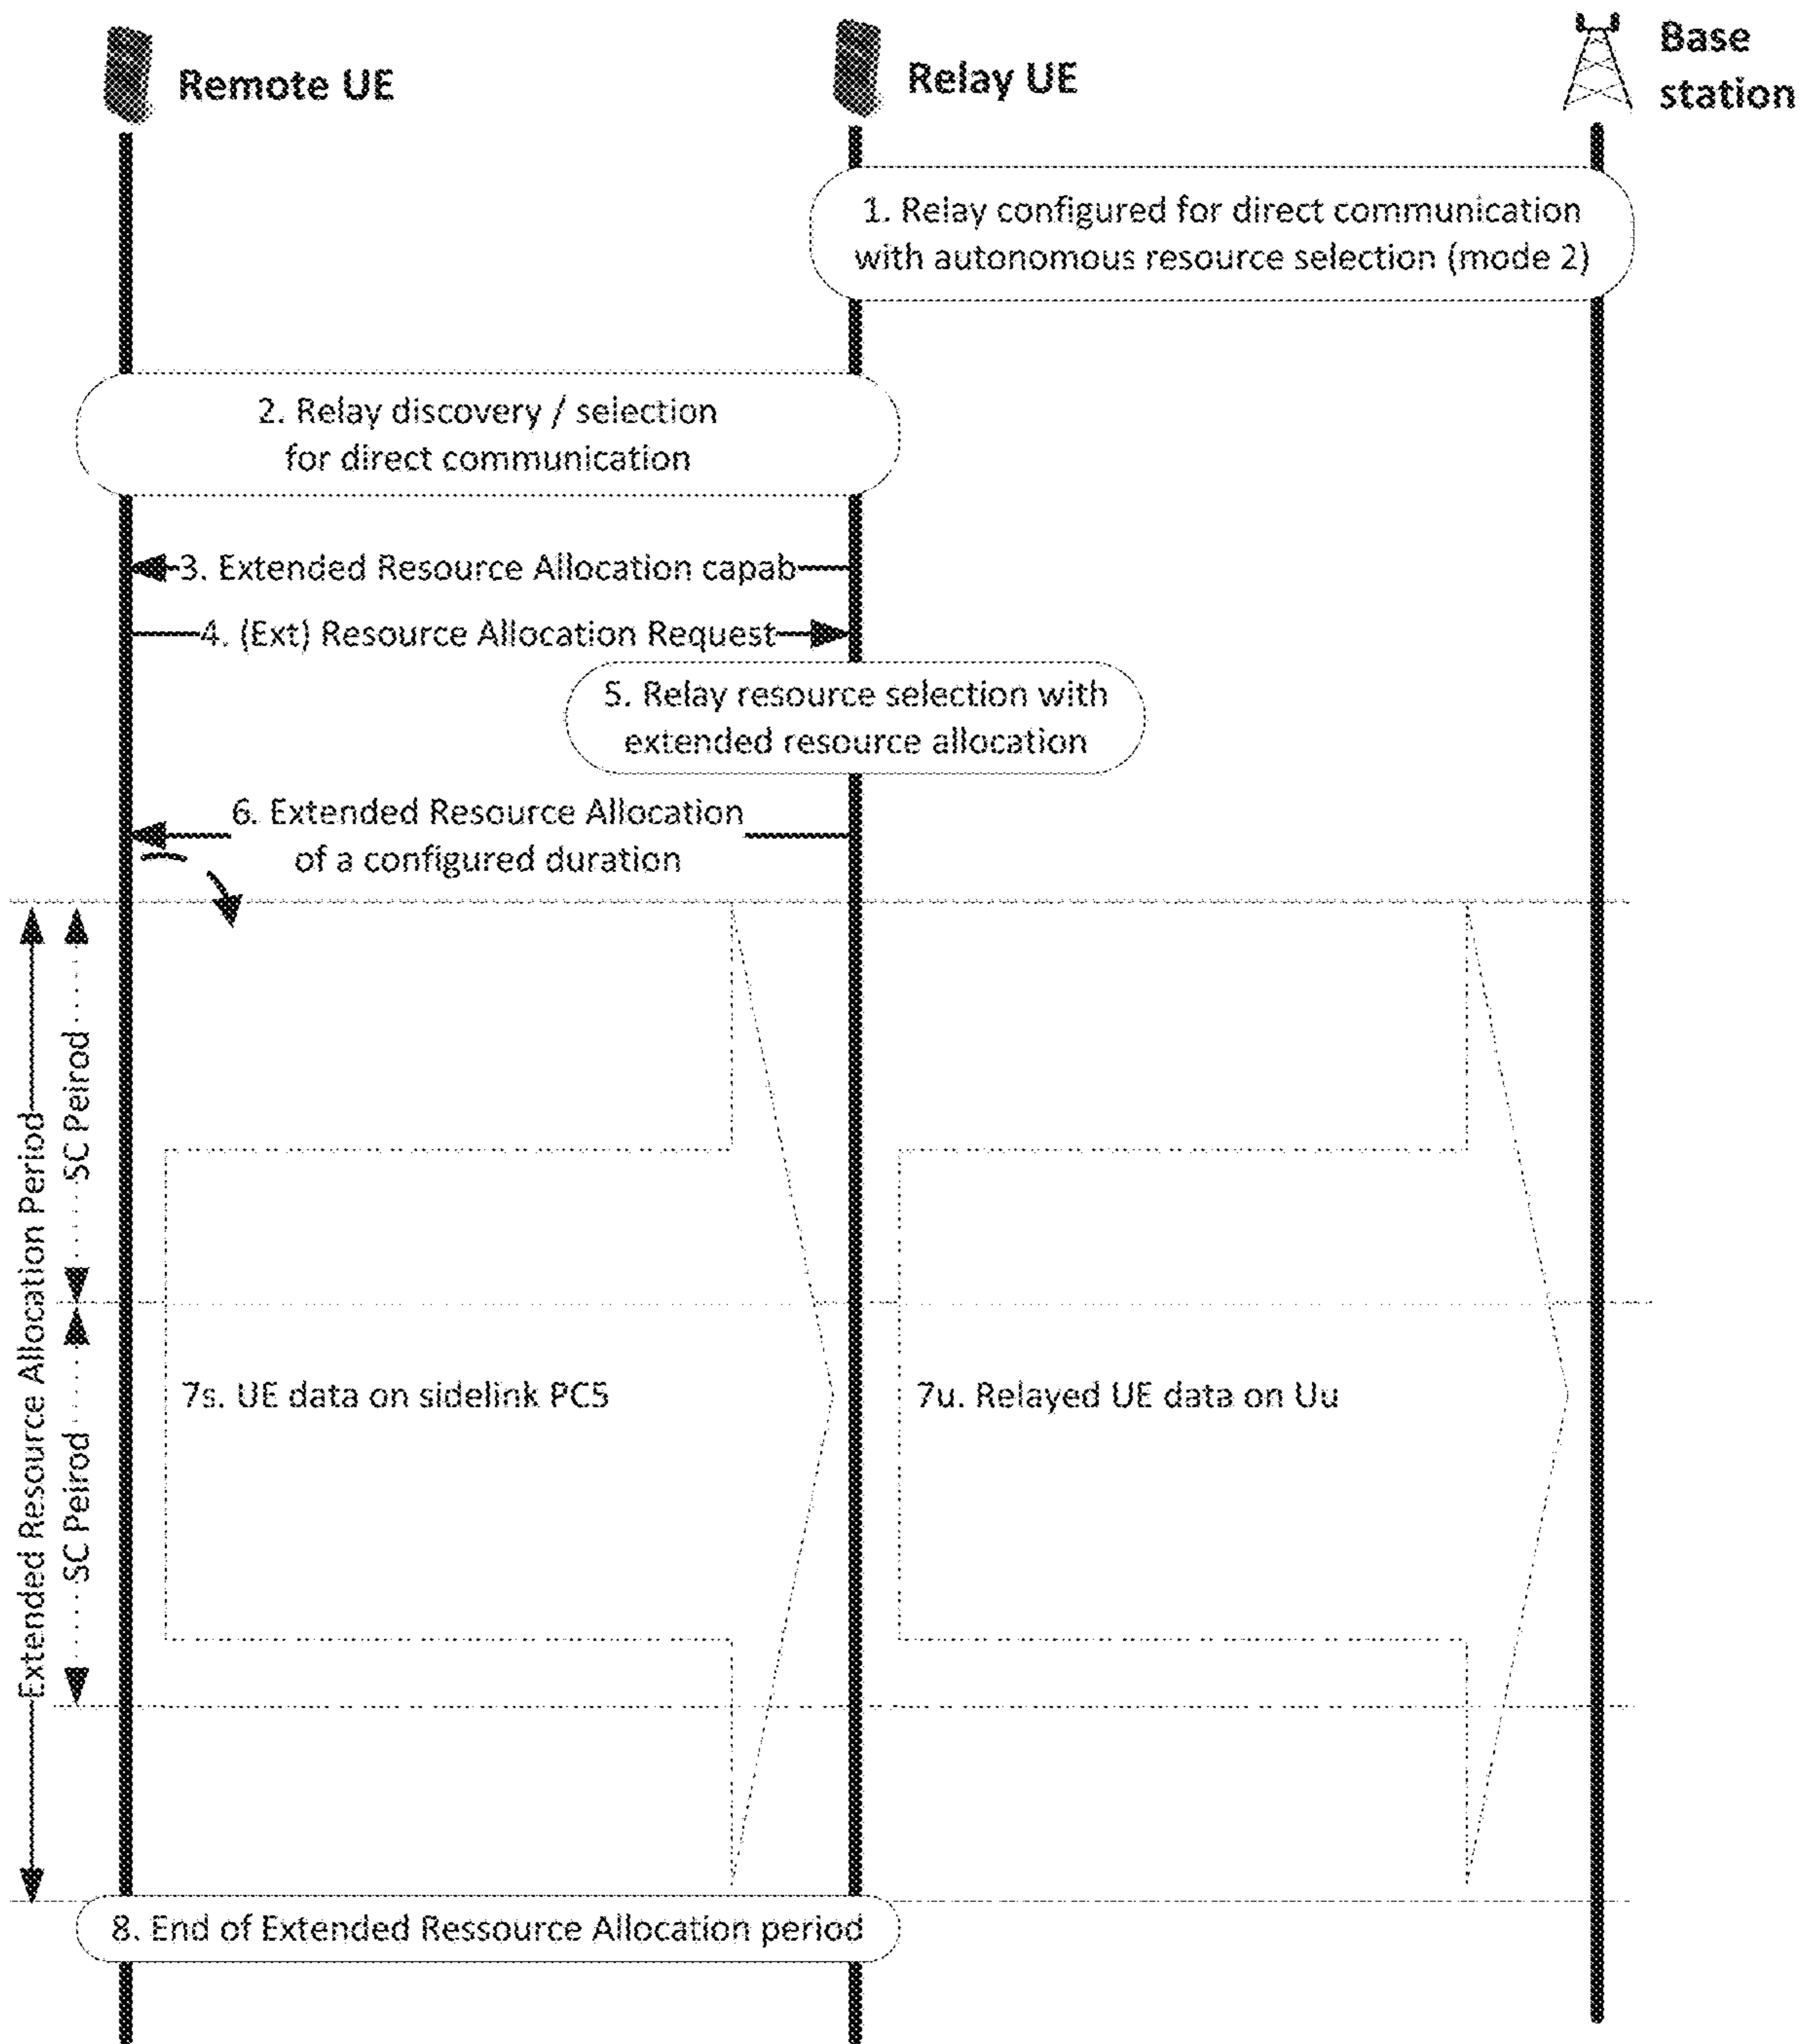 Remote UE
Relay UE
Base
station
1. Relay configured for direct communication
with autonomous resource selection (mode 2)
2. Relay discovery / selection
for direct communication
3. Extended Resource Allocation capab
4. (Ext) Resource Allocation Request
5. Relay resource selection with
extended resource allocation
6. Extended Resource Allocation
of a configured duration
Extended Resource Allocation Period
SC Peirod
SC Peirod
7s. UE data on sidelink PC5
7u. Relayed UE data on Uu
8. End of Extended Ressource Allocation period